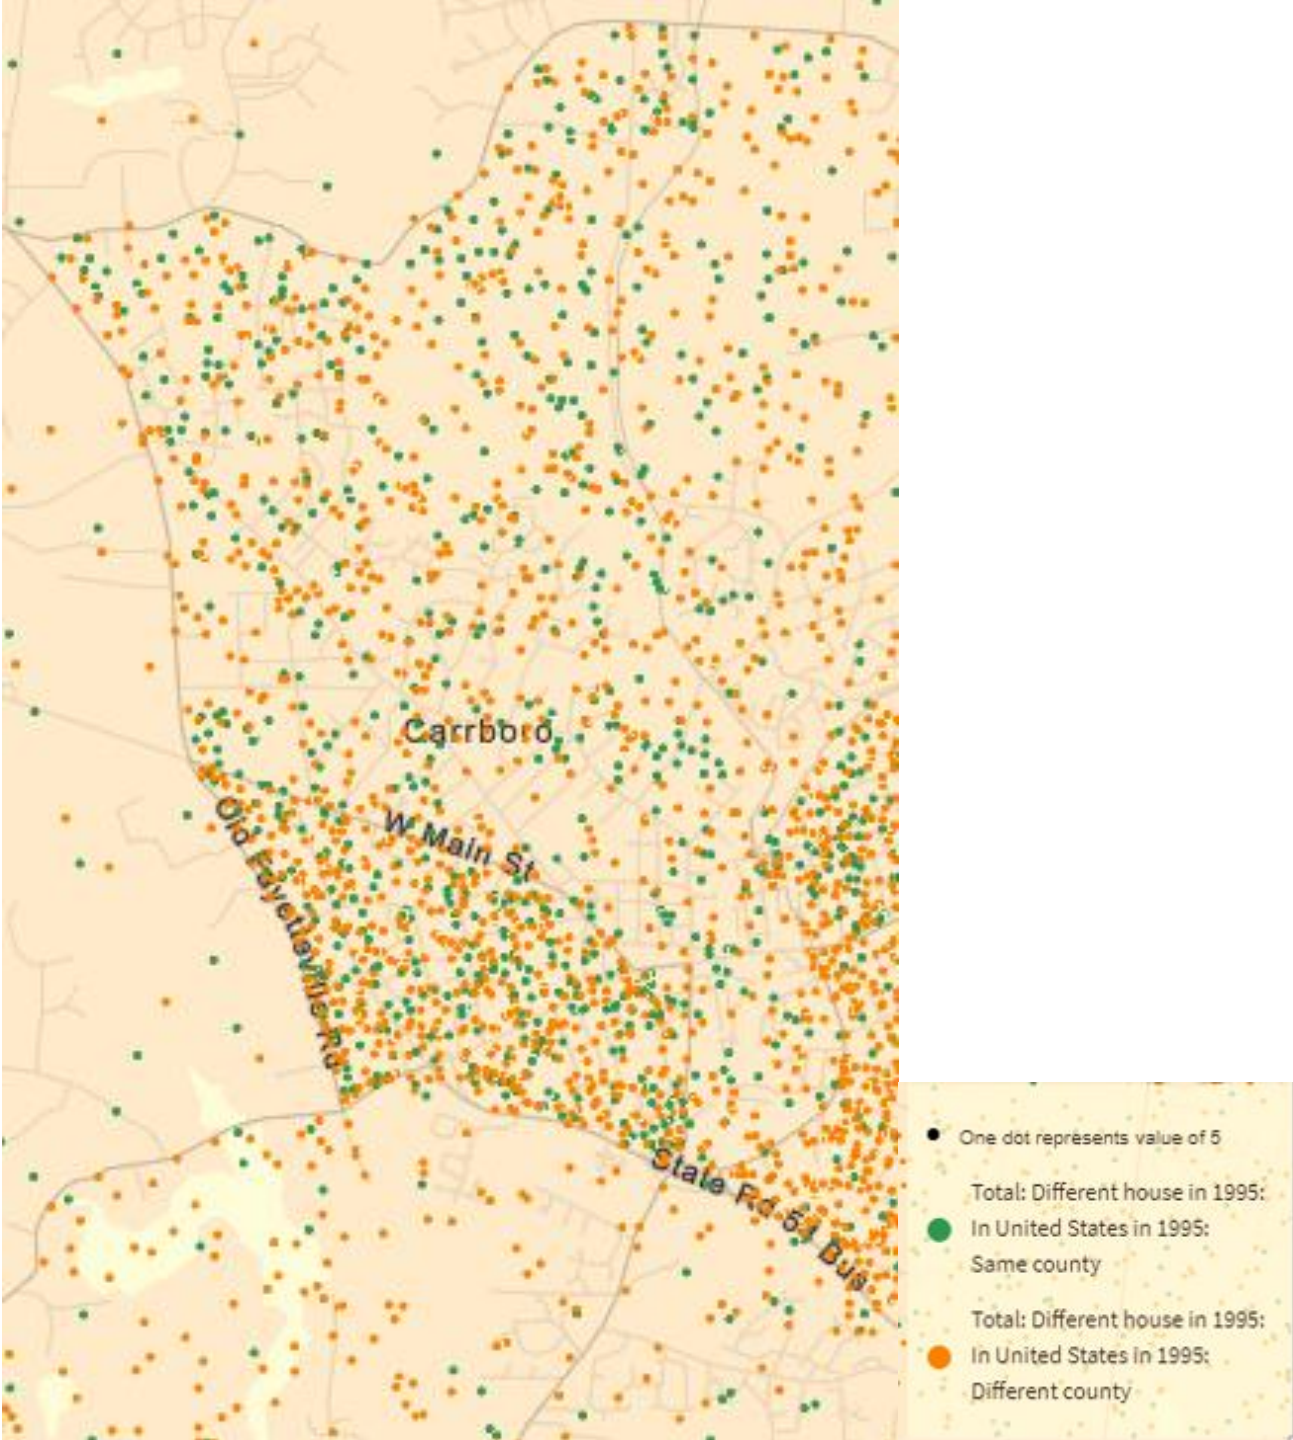 Carrboro
W Main St
Old Fayettsville Rd
State Rd 54 Bus
One dot represents value of 5
Total: Different house in 1995:
In United States in 1995:
Same county
Total: Different house in 1995:
In United States in 1995:
Different county